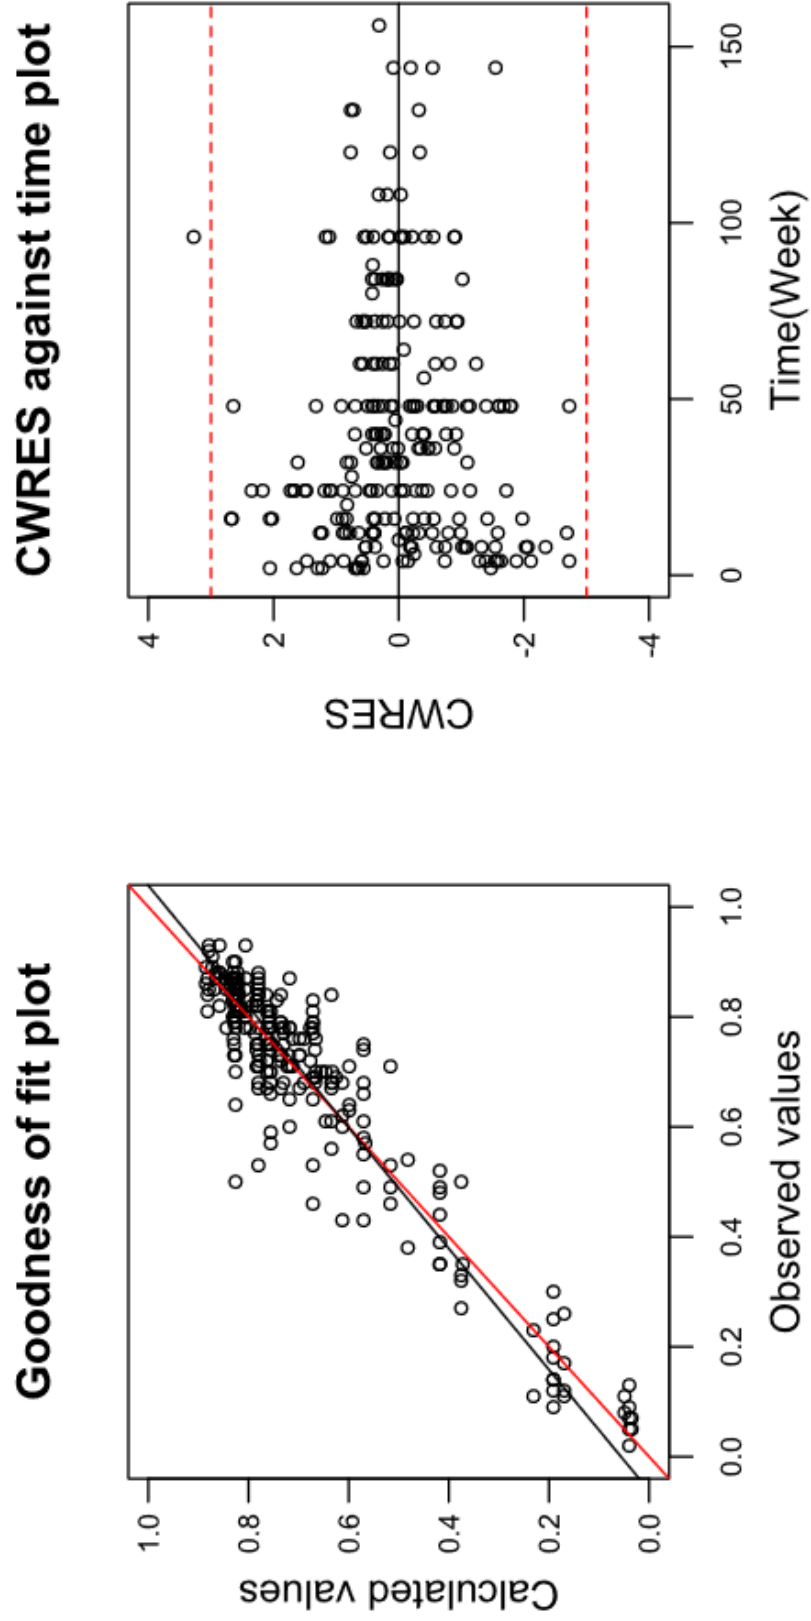 Goodness of fit plot
Calculated values
1.0
0.8
0.6
0.4
0.2
0.0
0.0 0.2 0.4 0.6 0.8 1.0
Observed values
CWRES against time plot
CWRES
4
2
0
-2
-4
0 50 100 150
Time(Week)